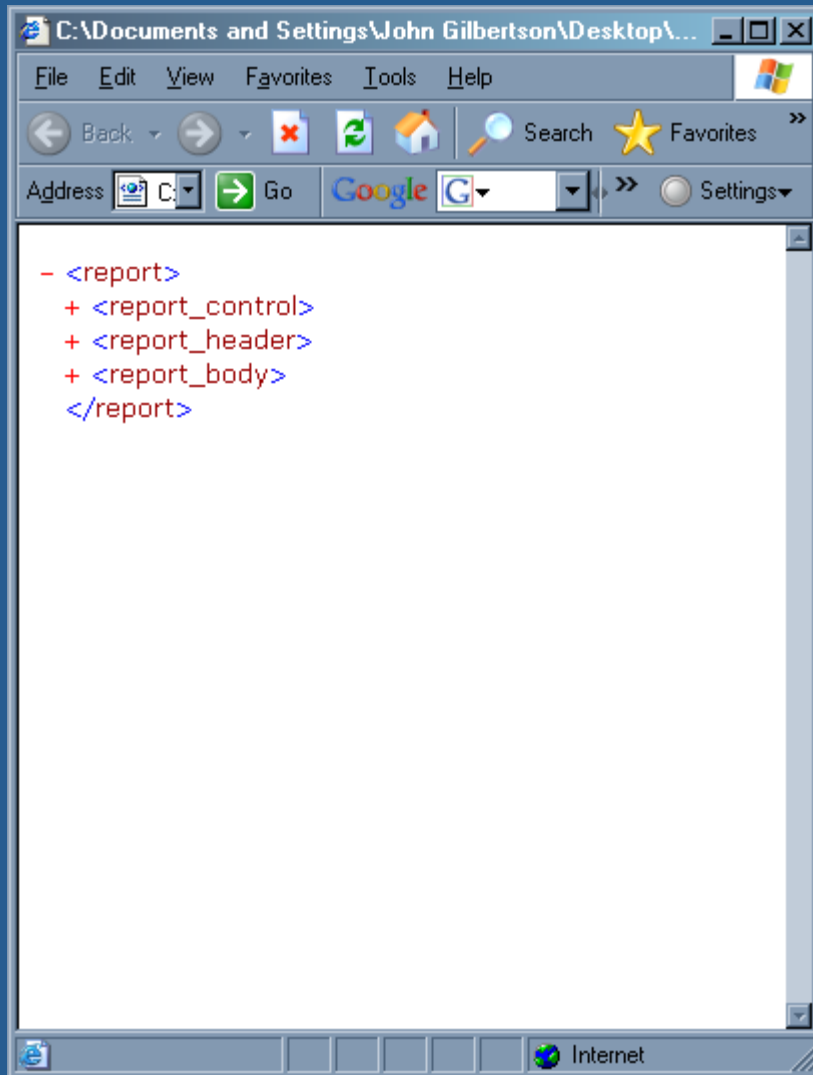 C:\Documents and Settings\John Gilbertson\Desktop\...
File Edit View Favorites Tools Help
Back Search Favorites »
Address C:\ Go Google G » Settings
- <report>
+ <report_control>
+ <report_header>
+ <report_body>
</report>
Internet